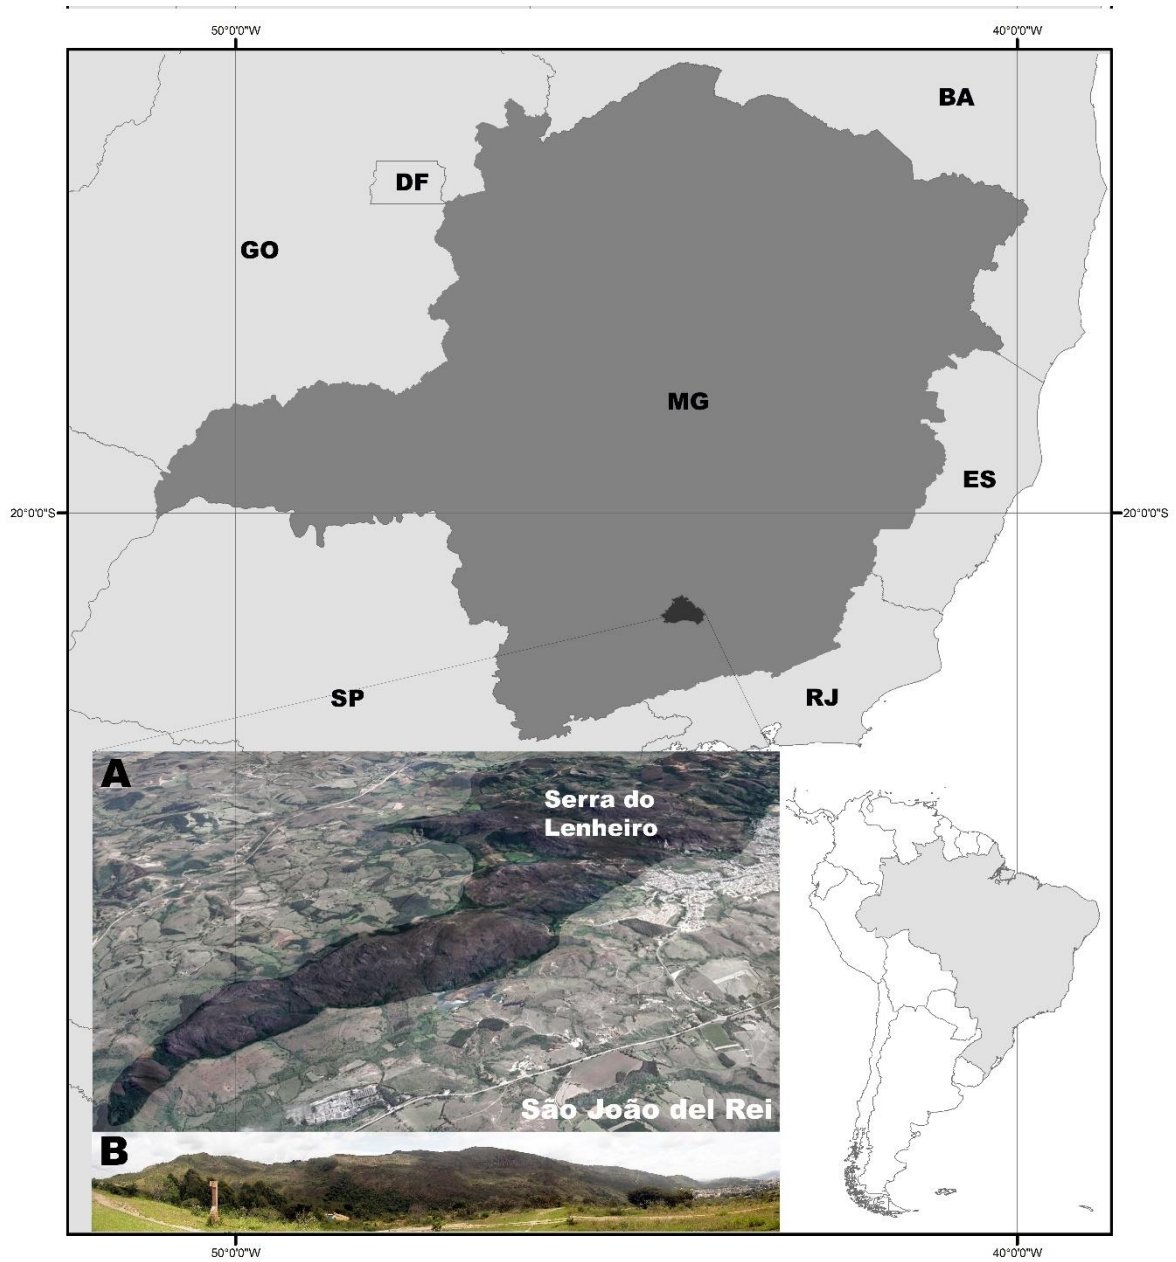 50°0'0"W
40°0'0"W
BA
DF
GO
MG
ES
20°0'0"S
20°0'0"S
SP
RJ
A
Serra do
Lenheiro
São João del Rei
B
50°0'0"W
40°0'0"W